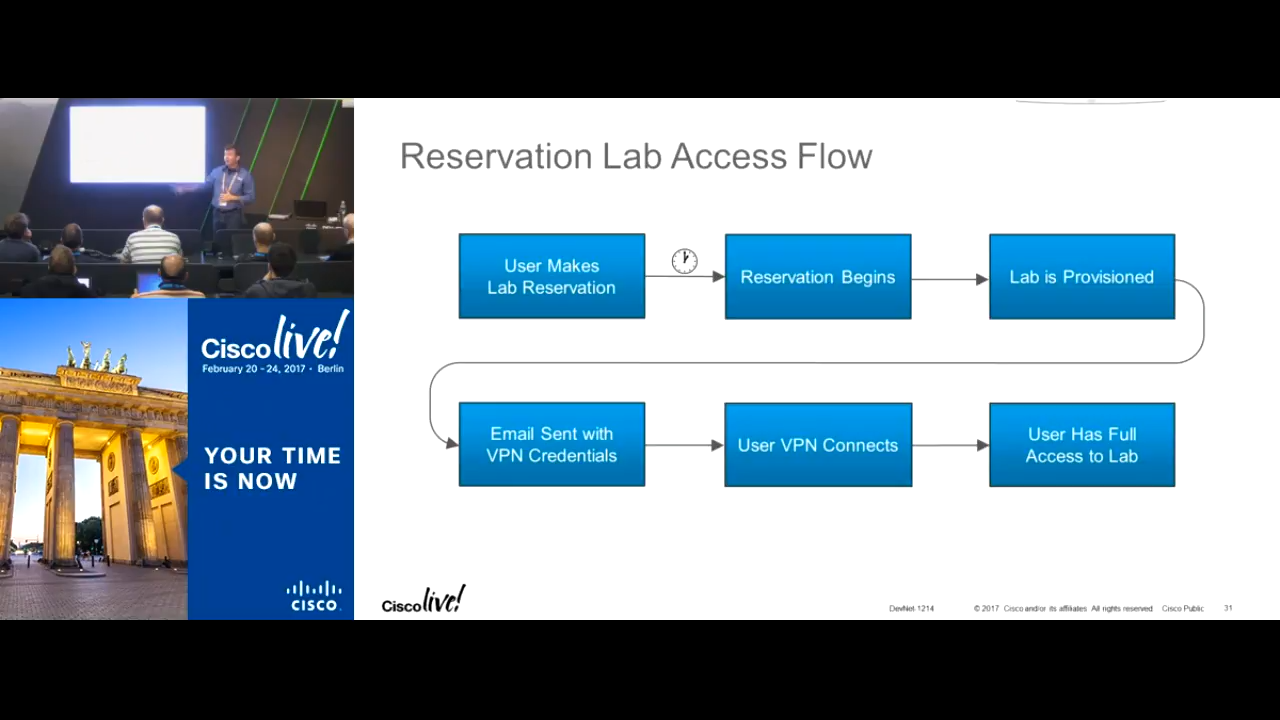 Reservation Lab Access Flow
User Makes
Lab Reservation
Reservation Begins
Lab is Provisioned
Email Sent with
VPN Credentials
User VPN Connects
User Has Full
Access to Lab
Cisco live!
February 20 - 24, 2017 · Berlin
YOUR TIME
IS NOW
CISCO.
Cisco live!
DevNet-1214 © 2017 Cisco and/or its affiliates All rights reserved Cisco Public 31